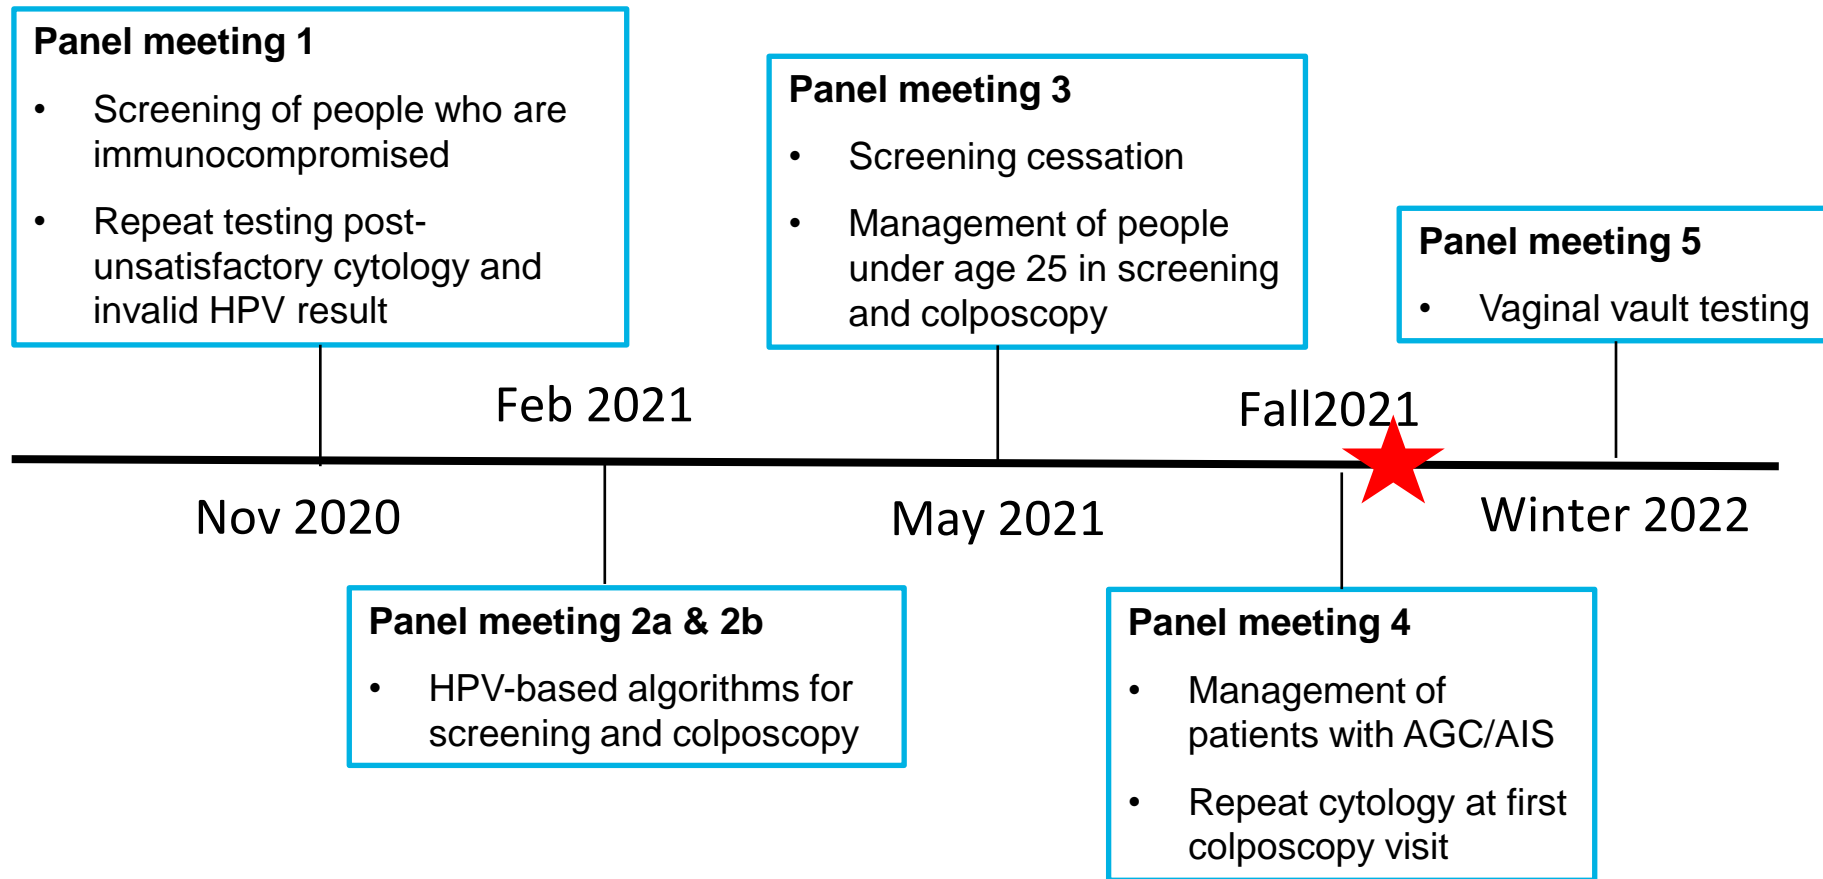 Panel meeting 1
• Screening of people who are
immunocompromised
• Repeat testing post-
unsatisfactory cytology and
invalid HPV result
Panel meeting 3
• Screening cessation
• Management of people
under age 25 in screening
and colposcopy
Panel meeting 5
• Vaginal vault testing
Feb 2021
Fall2021
Nov 2020
May 2021
Winter 2022
Panel meeting 2a & 2b
• HPV-based algorithms for
screening and colposcopy
Panel meeting 4
• Management of
patients with AGC/AIS
• Repeat cytology at first
colposcopy visit